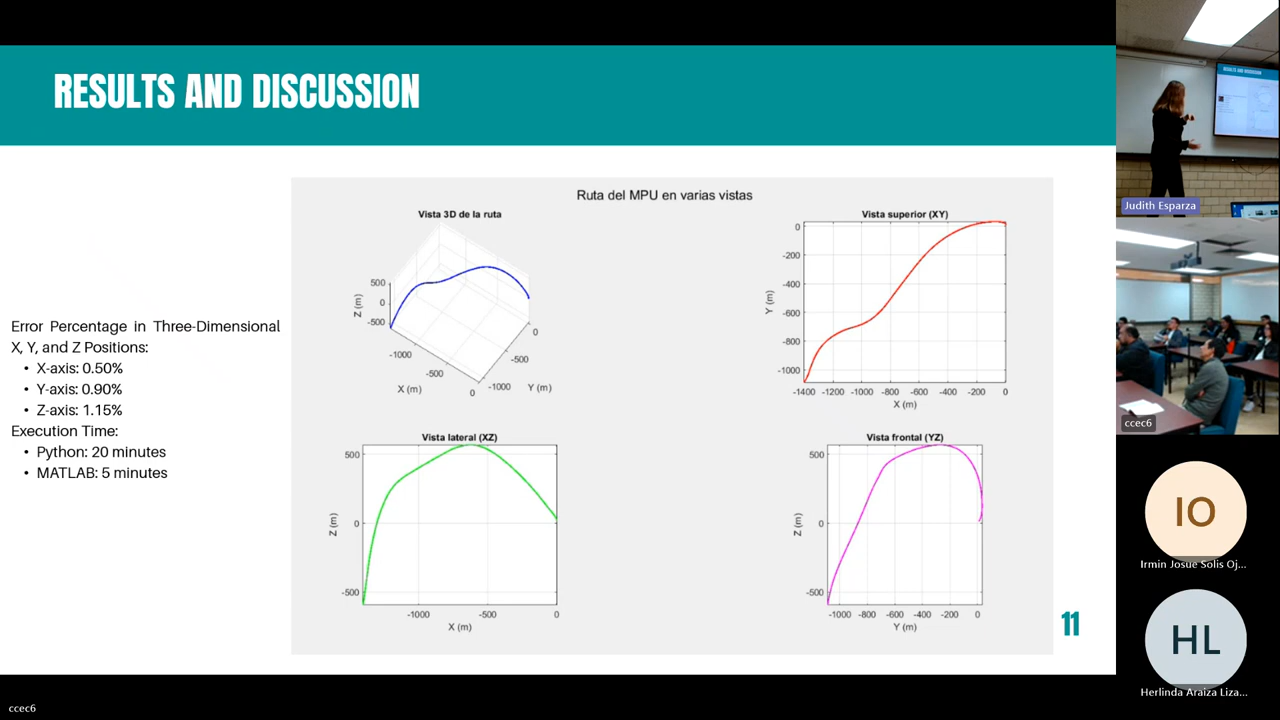 RESULTS AND DISCUSSION
Error Percentage in Three-Dimensional
X, Y, and Z Positions:
• X-axis: 0.50%
• Y-axis: 0.90%
• Z-axis: 1.15%
Execution Time:
• Python: 20 minutes
• MATLAB: 5 minutes
Ruta del MPU en varias vistas
Vista 3D de la ruta
500
0
-500
Z (m)
-1000
-500
0
X (m)
0
-500
-1000
Y (m)
Vista superior (XY)
0
-200
-400
-600
-800
-1000
Y (m)
-1400 -1200 -1000 -800 -600 -400 -200 0
X (m)
Vista lateral (XZ)
500
0
-500
Z (m)
-1000 -500 0
X (m)
Vista frontal (YZ)
500
0
-500
Z (m)
-1000 -800 -600 -400 -200 0
Y (m)
11
RESULTS AND DISCUSSION
Judith Esparza
ccec6
IO
Irmin Josue Solis Oj...
HL
Herlinda Araiza Liza...
ccec6